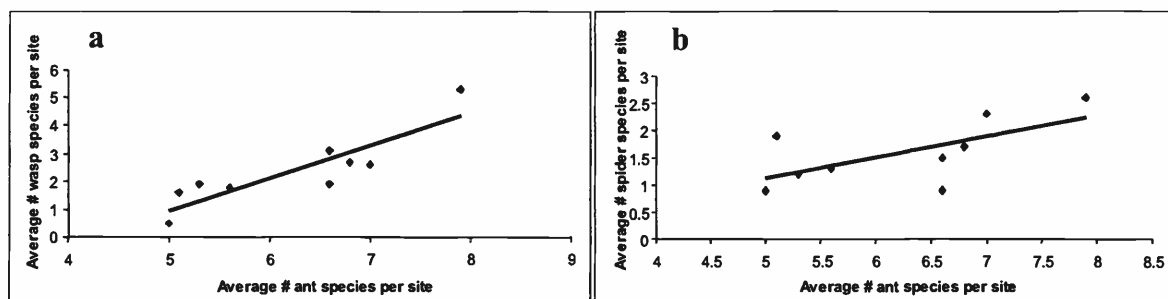 a
Average # wasp species per site
6
5
4
3
2
1
0
4 5 6 7 8 9
Average # ant species per site
b
Average # spider species per site
3
2.5
2
1.5
1
0.5
0
4 4.5 5 5.5 6 6.5 7 7.5 8 8.5
Average # ant species per site